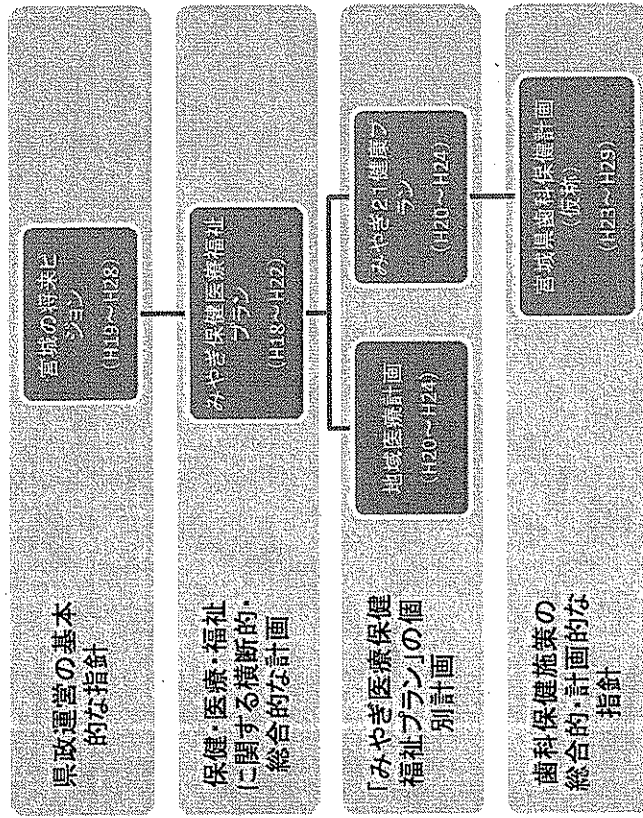 県政運営の基本
的な指針
宮城の将来ビ
ジョン
(H19～H28)
保健・医療・福祉
に関する横断的・
総合的な計画
みやぎ保健医療福祉
プラン
(H18～H22)
「みやぎ医療保健
福祉プラン」の個
別計画
地域医療計画
(H20～H24)
みやぎ21健康プ
ラン
(H20～H24)
歯科保健施策の
総合的・計画的な
指針
宮城県歯科保健計画
(仮称)
(H23～H29)